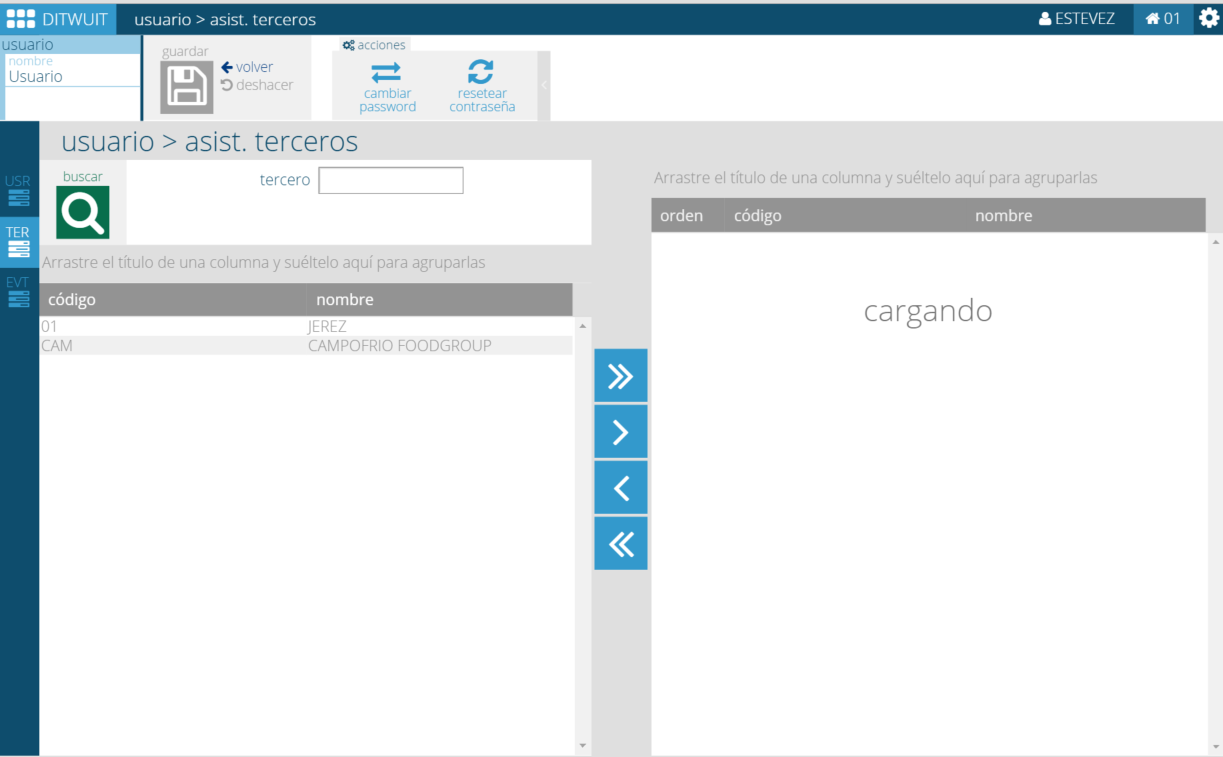 DITWUIT usuario > asist. terceros ESTEVEZ 01
usuario
nombre
Usuario
guardar
volver
deshacer
acciones
cambiar password
resetear contraseña
usuario > asist. terceros
USR
TER
EVT
buscar
tercero
Arrastre el título de una columna y suéltelo aquí para agruparlas
código nombre
01 JEREZ
CAM CAMPOFRIO FOODGROUP
Arrastre el título de una columna y suéltelo aquí para agruparlas
orden código nombre
cargando